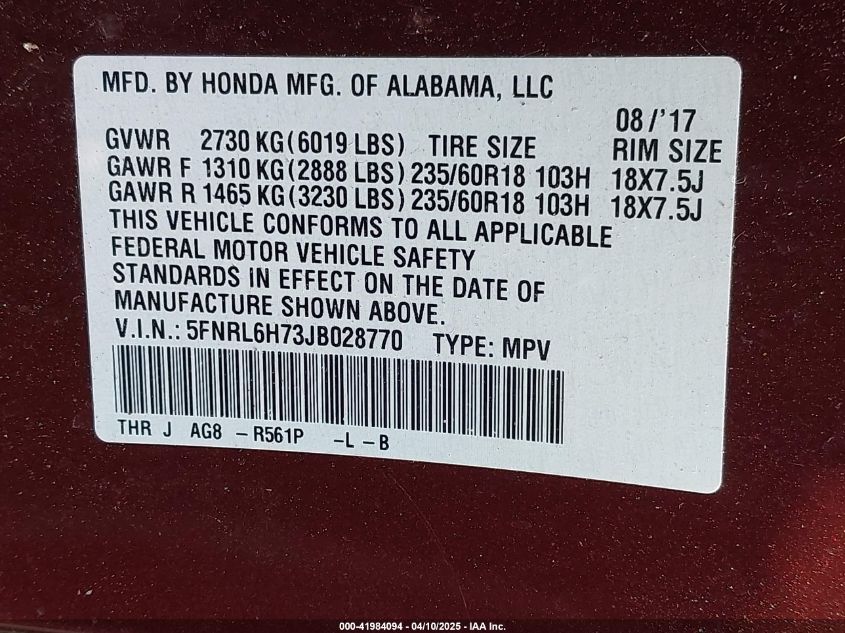 MFD. BY HONDA MFG. OF ALABAMA, LLC
08/'17
GVWR 2730 KG(6019 LBS) TIRE SIZE RIM SIZE
GAWR F 1310 KG(2888 LBS) 235/60R18 103H 18X7.5J
GAWR R 1465 KG(3230 LBS) 235/60R18 103H 18X7.5J
THIS VEHICLE CONFORMS TO ALL APPLICABLE
FEDERAL MOTOR VEHICLE SAFETY
STANDARDS IN EFFECT ON THE DATE OF
MANUFACTURE SHOWN ABOVE.
V.I.N.: 5FNRL6H73JB028770 TYPE: MPV
THR J AG8 -R561P -L -B
000-41984094 - 04/10/2025 - IAA Inc.